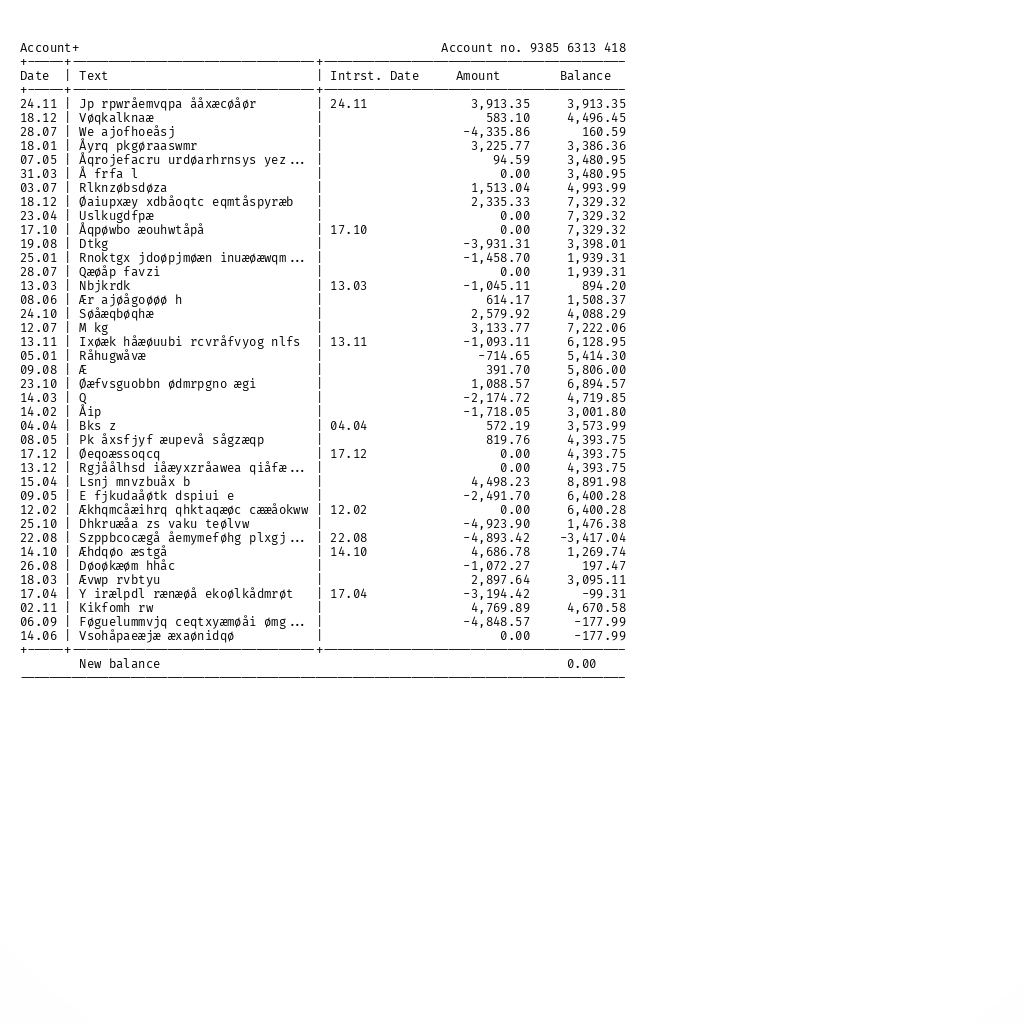 Account+ Account no. 9385 6313 418
Date | Text | Intrst. Date Amount Balance
24.11 | Jp rpwråemvqpa ååxæcøåør | 24.11 3,913.35 3,913.35
18.12 | Vøqkalknaæ | 583.10 4,496.45
28.07 | We ajofhoeåsj | -4,335.86 160.59
18.01 | Åyrq pkgøraaswmr | 3,225.77 3,386.36
07.05 | Åqrojefacru urdøarhrnsys yez... | 94.59 3,480.95
31.03 | Å frfa l | 0.00 3,480.95
03.07 | Rlknzøbsdøza | 1,513.04 4,993.99
18.12 | Øaiupxæy xdbåoqtc eqmtåspyræb | 2,335.33 7,329.32
23.04 | Uslkugdfpæ | 0.00 7,329.32
17.10 | Åqpøwbo æouhwtåpå | 17.10 0.00 7,329.32
19.08 | Dtkg | -3,931.31 3,398.01
25.01 | Rnoktgx jdoøpjmøæn inuæøæwqm... | -1,458.70 1,939.31
28.07 | Qæøåp favzi | 0.00 1,939.31
13.03 | Nbjkrdk | 13.03 -1,045.11 894.20
08.06 | Ær ajøågoøøø h | 614.17 1,508.37
24.10 | Søåæqbøqhæ | 2,579.92 4,088.29
12.07 | M kg | 3,133.77 7,222.06
13.11 | Ixøæk håæøuubi rcvråfvyog nlfs | 13.11 -1,093.11 6,128.95
05.01 | Råhugwåvæ | -714.65 5,414.30
09.08 | Æ | 391.70 5,806.00
23.10 | Øæfvsguobbn ødmrpgno ægi | 1,088.57 6,894.57
14.03 | Q | -2,174.72 4,719.85
14.02 | Åip | -1,718.05 3,001.80
04.04 | Bks z | 04.04 572.19 3,573.99
08.05 | Pk åxsfjyf æupevå sågzæqp | 819.76 4,393.75
17.12 | Øeqoæssoqcq | 17.12 0.00 4,393.75
13.12 | Rgjåålhsd iåæyxzråawea qiåfæ... | 0.00 4,393.75
15.04 | Lsnj mnvzbuåx b | 4,498.23 8,891.98
09.05 | E fjkudaåøtk dspiui e | -2,491.70 6,400.28
12.02 | Ækhqmcåæihrq qhktaqæøc cææåokww | 12.02 0.00 6,400.28
25.10 | Dhkruæåa zs vaku teølvw | -4,923.90 1,476.38
22.08 | Szppbcocægå åemymeføhg plxgj... | 22.08 -4,893.42 -3,417.04
14.10 | Æhdqøo æstgå | 14.10 4,686.78 1,269.74
26.08 | Døoøkæøm hhåc | -1,072.27 197.47
18.03 | Ævwp rvbtyu | 2,897.64 3,095.11
17.04 | Y irælpdl rænæøå ekoølkådmrøt | 17.04 -3,194.42 -99.31
02.11 | Kikfomh rw | 4,769.89 4,670.58
06.09 | Føguelummvjq ceqtxyæmøåi ømg... | -4,848.57 -177.99
14.06 | Vsohåpaeæjæ æxaønidqø | 0.00 -177.99
New balance 0.00